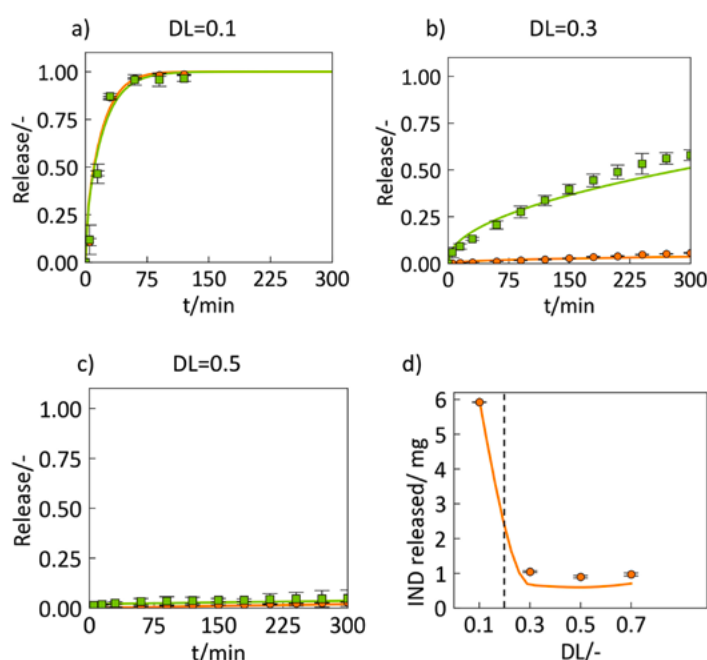 a) DL=0.1
1.00
0.75
0.50
0.25
0.00
Release/-
0 75 150 225 300
t/min
b) DL=0.3
1.00
0.75
0.50
0.25
0.00
Release/-
0 75 150 225 300
t/min
c) DL=0.5
1.00
0.75
0.50
0.25
0.00
Release/-
0 75 150 225 300
t/min
d)
6
5
4
3
2
1
0
IND released/ mg
0.1 0.3 0.5 0.7
DL/-